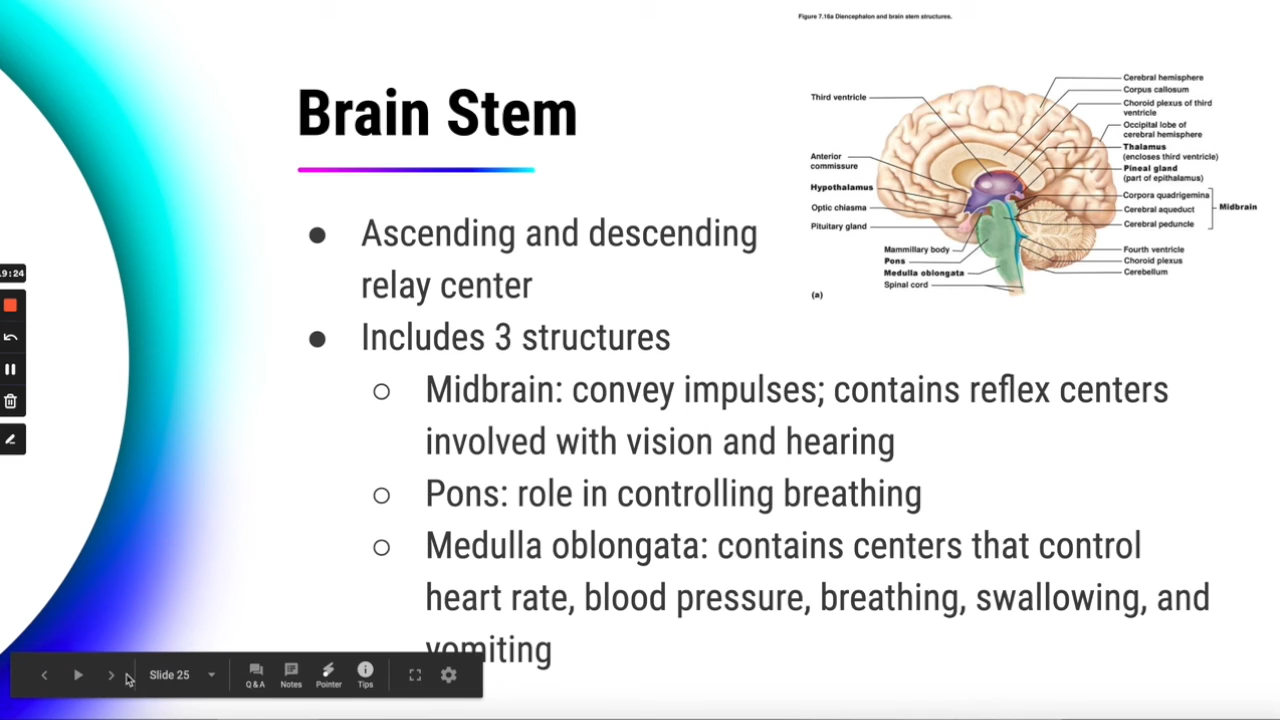 Figure 7.16a Diencephalon and brain stem structures.
Brain Stem
Ascending and descending
relay center
Includes 3 structures
Midbrain: convey impulses; contains reflex centers
involved with vision and hearing
Pons: role in controlling breathing
Medulla oblongata: contains centers that control
heart rate, blood pressure, breathing, swallowing, and
vomiting
Third ventricle
Anterior
commissure
Hypothalamus
Optic chiasma
Pituitary gland
Mammillary body
Pons
Medulla oblongata
Spinal cord
(a)
Cerebral hemisphere
Corpus callosum
Choroid plexus of third
ventricle
Occipital lobe of
cerebral hemisphere
Thalamus
(encloses third ventricle)
Pineal gland
(part of epithalamus)
Corpora quadrigemina
Cerebral aqueduct
Cerebral peduncle
Midbrain
Fourth ventricle
Choroid plexus
Cerebellum
9:24
Slide 25
Q & A
Notes
Pointer
Tips